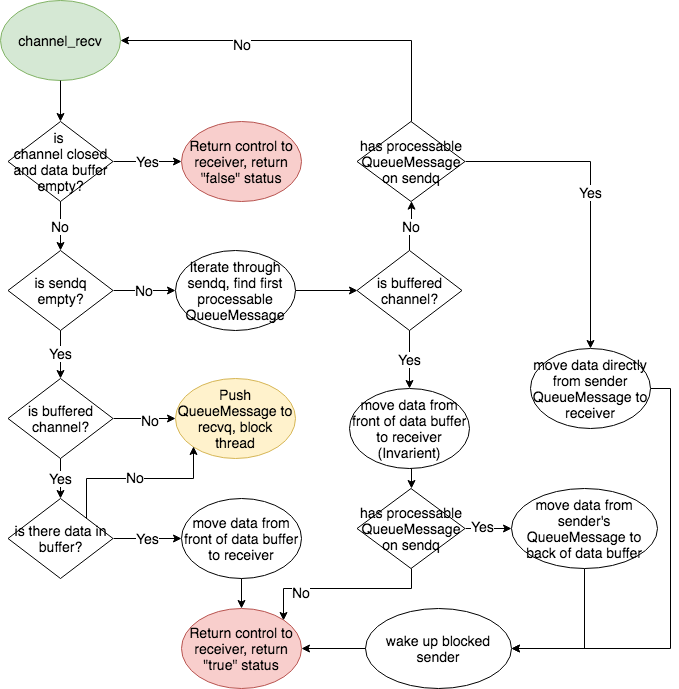 channel_recv
No
is
channel closed
and data buffer
empty?
Yes
Return control to
receiver, return
"false" status
has processable
QueueMessage
on sendq
Yes
No
No
is sendq
empty?
No
Iterate through
sendq, find first
processable
QueueMessage
is buffered
channel?
Yes
Yes
move data directly
from sender
QueueMessage to
receiver
is buffered
channel?
No
Push
QueueMessage to
recvq, block
thread
move data from
front of data buffer
to receiver
(Invarient)
Yes
No
is there data in
buffer?
Yes
move data from
front of data buffer
to receiver
has processable
QueueMessage
on sendq
Yes
move data from
sender's
QueueMessage to
back of data buffer
No
Return control to
receiver, return
"true" status
wake up blocked
sender